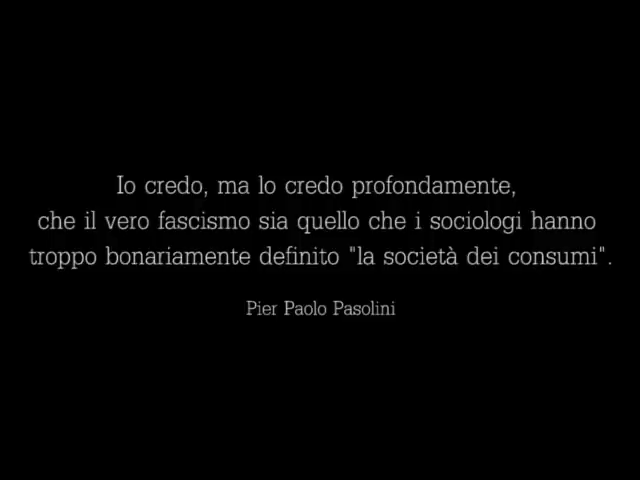 Io credo, ma lo credo profondamente,
che il vero fascismo sia quello che i sociologi hanno
troppo bonariamente definito "la società dei consumi".
Pier Paolo Pasolini